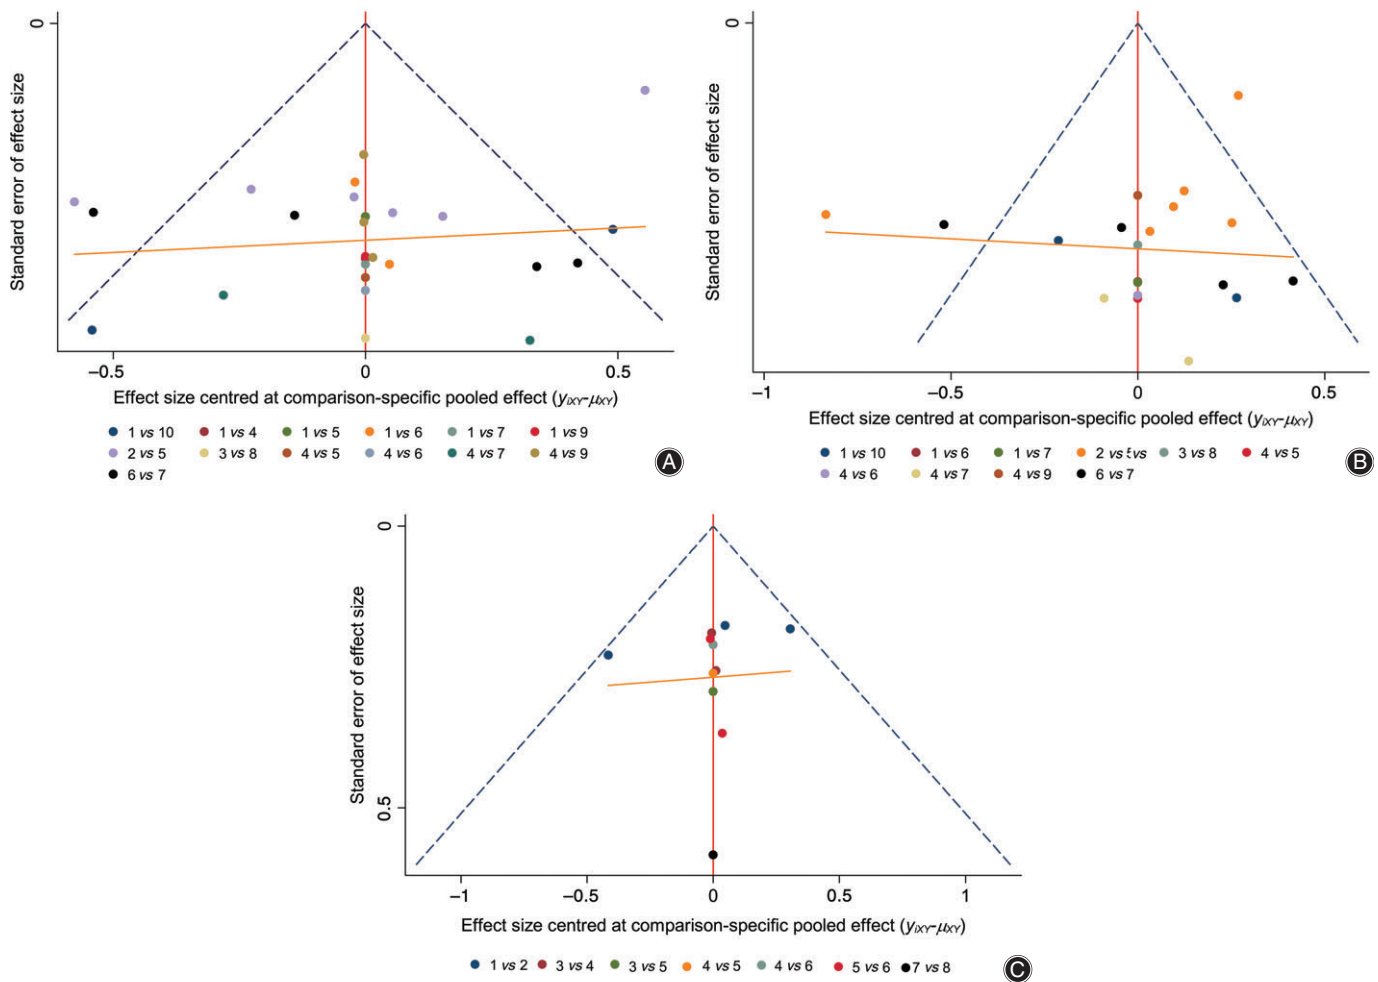 0
Standard error of effect size
−0.5 0 0.5
Effect size centred at comparison-specific pooled effect (yiXY-μXY)
1 vs 10 1 vs 4 1 vs 5 1 vs 6 1 vs 7 1 vs 9
2 vs 5 3 vs 8 4 vs 5 4 vs 6 4 vs 7 4 vs 9
6 vs 7
A
0
Standard error of effect size
−1 −0.5 0 0.5
Effect size centred at comparison-specific pooled effect (yiXY-μXY)
1 vs 10 1 vs 6 1 vs 7 2 vs 5 vs 3 vs 8 4 vs 5
4 vs 6 4 vs 7 4 vs 9 6 vs 7
B
0
0.5
Standard error of effect size
−1 −0.5 0 0.5 1
Effect size centred at comparison-specific pooled effect (yiXY-μXY)
1 vs 2 3 vs 4 3 vs 5 4 vs 5 4 vs 6 5 vs 6 7 vs 8
C